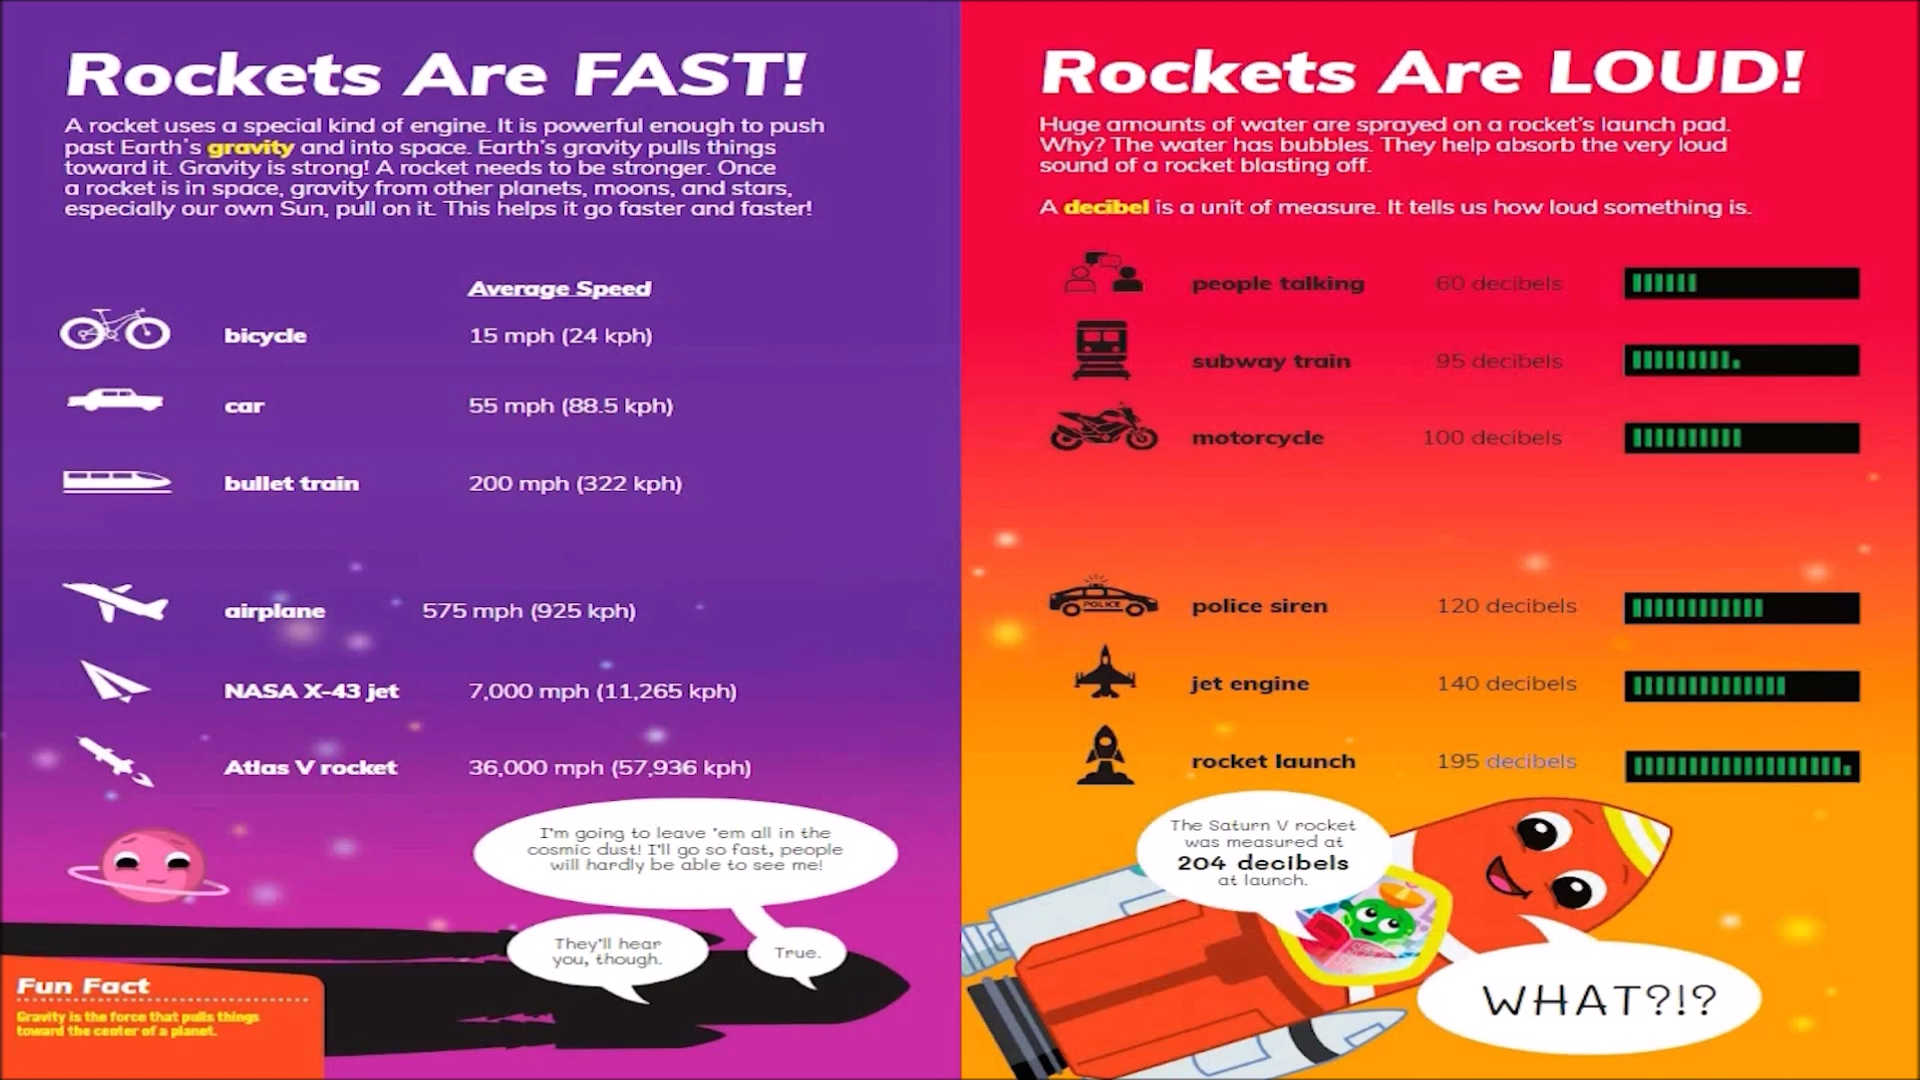 Rockets Are FAST!
A rocket uses a special kind of engine. It is powerful enough to push
past Earth's gravity and into space. Earth's gravity pulls things
toward it. Gravity is strong! A rocket needs to be stronger. Once
a rocket is in space, gravity from other planets, moons, and stars,
especially our own Sun, pull on it. This helps it go faster and faster!
Average Speed
bicycle 15 mph (24 kph)
car 55 mph (88.5 kph)
bullet train 200 mph (322 kph)
airplane 575 mph (925 kph)
NASA X-43 jet 7,000 mph (11,265 kph)
Atlas V rocket 36,000 mph (57,936 kph)
I'm going to leave 'em all in the
cosmic dust! I'll go so fast, people
will hardly be able to see me!
They'll hear
you, though.
True.
Fun Fact
Gravity is the force that pulls things
toward the center of a planet.
Rockets Are LOUD!
Huge amounts of water are sprayed on a rocket's launch pad.
Why? The water has bubbles. They help absorb the very loud
sound of a rocket blasting off.
A decibel is a unit of measure. It tells us how loud something is.
people talking 60 decibels
subway train 95 decibels
motorcycle 100 decibels
POLICE
police siren 120 decibels
jet engine 140 decibels
rocket launch 195 decibels
The Saturn V rocket
was measured at
204 decibels
at launch.
WHAT?!?